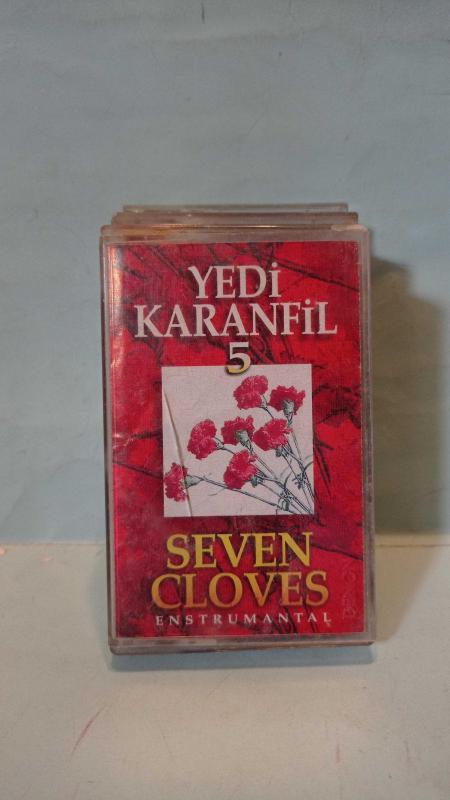 YEDİ
KARANFİL
5
SEVEN
CLOVES
ENSTRUMANTAL